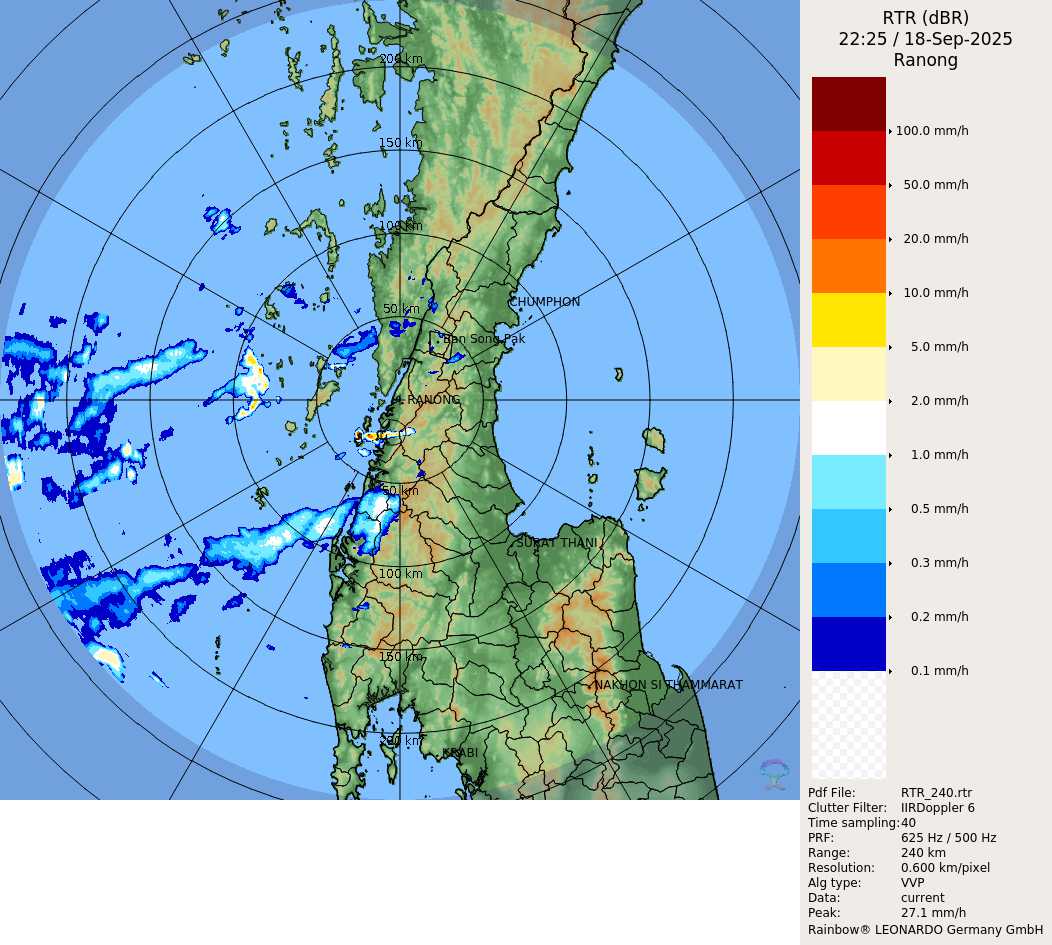 RTR (dBR)
22:25 / 18-Sep-2025
Ranong
200 km
150 km
100 km
50 km
CHUMPHON
Ban Song Pak
RANONG
50 km
SURAT THANI
100 km
150 km
NAKHON SI THAMMARAT
200 km
KRABI
100.0 mm/h
50.0 mm/h
20.0 mm/h
10.0 mm/h
5.0 mm/h
2.0 mm/h
1.0 mm/h
0.5 mm/h
0.3 mm/h
0.2 mm/h
0.1 mm/h
Pdf File: RTR_240.rtr
Clutter Filter: IIRDoppler 6
Time sampling:40
PRF: 625 Hz / 500 Hz
Range: 240 km
Resolution: 0.600 km/pixel
Alg type: VVP
Data: current
Peak: 27.1 mm/h
Rainbow® LEONARDO Germany GmbH